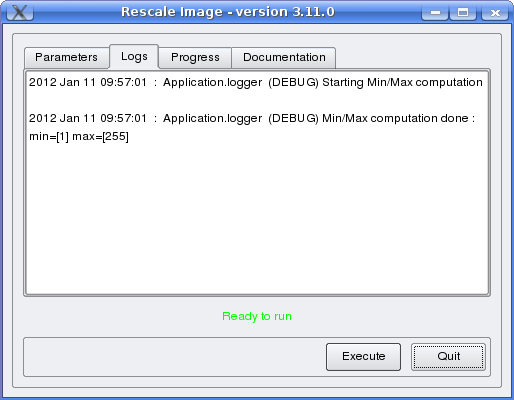 Rescale Image - version 3.11.0
Parameters Logs Progress Documentation
2012 Jan 11 09:57:01 : Application.logger (DEBUG) Starting Min/Max computation
2012 Jan 11 09:57:01 : Application.logger (DEBUG) Min/Max computation done :
min=[1] max=[255]
Ready to run
Execute Quit